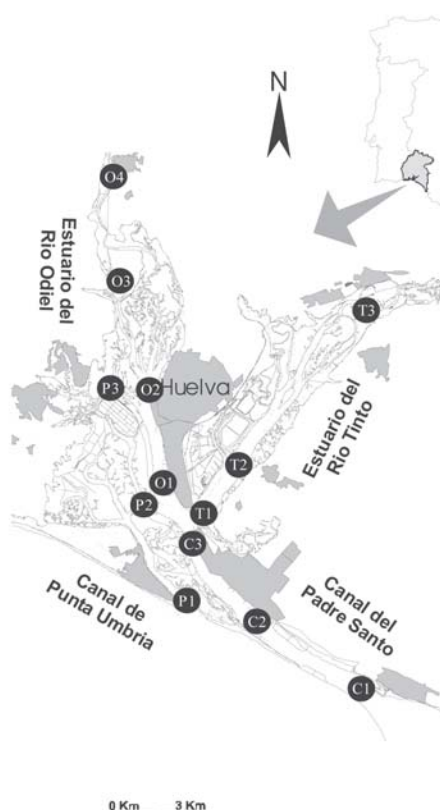 N
O4
Estuario del
Rio Odiel
O3
T3
P3
O2
Huelva
Estuario del
Rio Tinto
T2
O1
P2
T1
C3
Canal de
Punta Umbria
P1
Canal del
Padre Santo
C2
C1
0 Km 3 Km